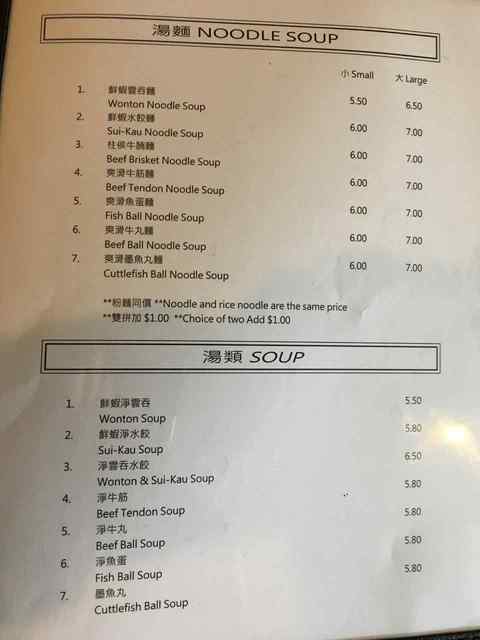 湯麵 NOODLE SOUP
小 Small 大 Large
1. 鮮蝦雲吞麵
Wonton Noodle Soup 5.50 6.50
2. 鮮蝦水餃麵
Sui-Kau Noodle Soup 6.00 7.00
3. 柱侯牛腩麵
Beef Brisket Noodle Soup 6.00 7.00
4. 爽滑牛筋麵
Beef Tendon Noodle Soup 6.00 7.00
5. 爽滑魚蛋麵
Fish Ball Noodle Soup 6.00 7.00
6. 爽滑牛丸麵
Beef Ball Noodle Soup 6.00 7.00
7. 爽滑墨魚丸麵
Cuttlefish Ball Noodle Soup 6.00 7.00
**粉麵同價 **Noodle and rice noodle are the same price
**雙拼加 $1.00 **Choice of two Add $1.00
湯類 SOUP
1. 鮮蝦淨雲吞 5.50
Wonton Soup
2. 鮮蝦淨水餃 5.80
Sui-Kau Soup
3. 淨雲吞水餃 6.50
Wonton & Sui-Kau Soup
4. 淨牛筋 5.80
Beef Tendon Soup
5. 淨牛丸 5.80
Beef Ball Soup
6. 淨魚蛋 5.80
Fish Ball Soup
7. 墨魚丸 5.80
Cuttlefish Ball Soup